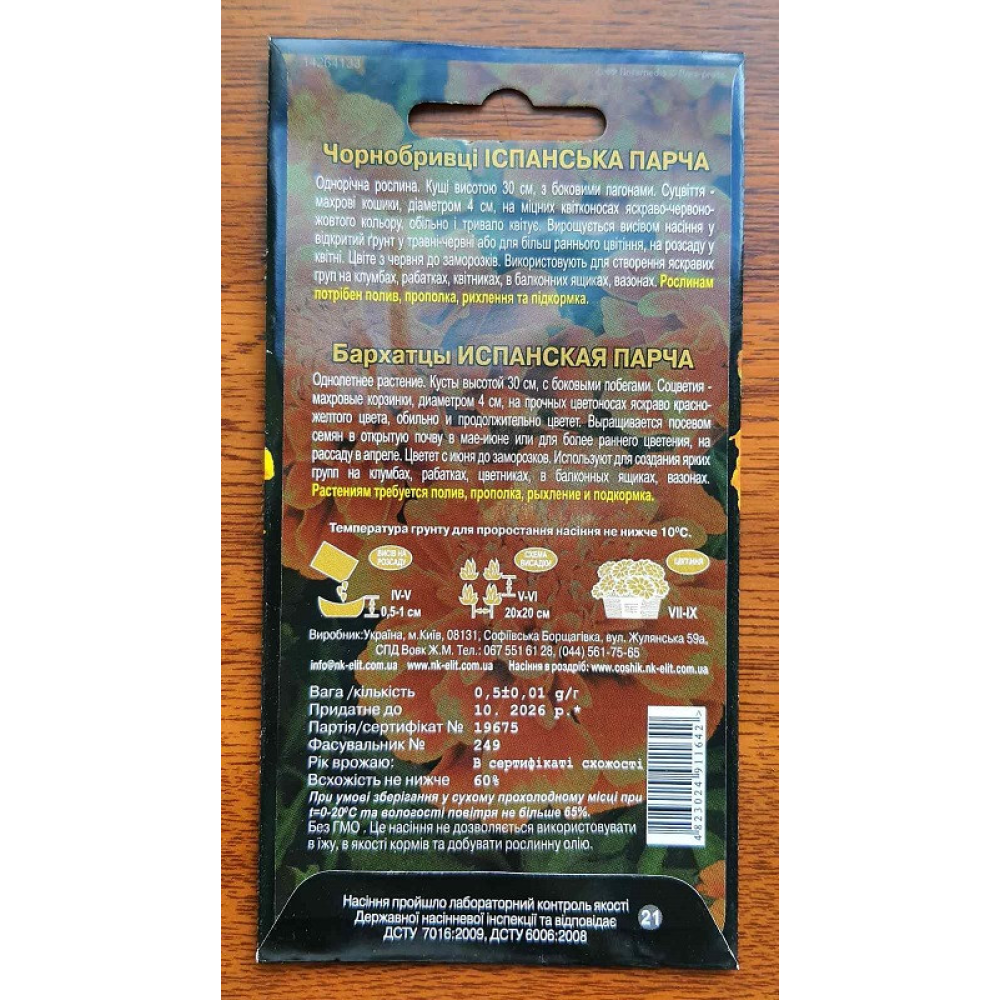 14264133
Чорнобривці ІСПАНСЬКА ПАРЧА
Однорічна рослина. Кущі висотою 30 см, з боковими пагонами. Суцвіття -
махрові кошики, діаметром 4 см, на міцних квітконосах яскраво-червоно-
жовтого кольору, обільно і тривало квітує. Вирощується висівом насіння у
відкритий ґрунт у травні-червні або для більш раннього цвітіння, на розсаду у
квітні. Цвіте з червня до заморозків. Використовують для створення яскравих
груп на клумбах, рабатках, квітниках, в балконних ящиках, вазонах. Рослинам
потрібен полив, прополка, рихлення та підкормка.
Бархатцы ИСПАНСКАЯ ПАРЧА
Однолетнее растение. Кусты высотой 30 см, с боковыми побегами. Соцветия -
махровые корзинки, диаметром 4 см, на прочных цветоносах яскраво красно-
желтого цвета, обильно и продолжительно цветет. Выращивается посевом
семян в открытую почву в мае-июне или для более раннего цветения, на
рассаду в апреле. Цветет с июня до заморозков. Используют для создания ярких
групп на клумбах, рабатках, цветниках, в балконных ящиках, вазонах.
Растениям требуется полив, прополка, рыхление и подкормка.
Температура грунту для проростання насіння не нижче 10°С.
ВИСІВ НА РОЗСАДУ
IV-V
0,5-1 см
СХЕМА ВИСАДКИ
V-VI
20х20 см
ЦВІТІННЯ
VII-IX
Виробник:Україна, м.Київ, 08131, Софіївська Борщагівка, вул. Жулянська 59а,
СПД Вовк Ж.М. Тел.: 067 551 61 28, (044) 561-75-65
info@nk-elit.com.ua www.nk-elit.com.ua Насіння в роздріб: www.coshik.nk-elit.com.ua
Вага /кількість 0,5±0,01 g/г
Придатне до 10. 2026 р.*
Партія/сертифікат № 19675
Фасувальник № 249
Рік врожаю: В сертифікаті схожості
Всхожість не нижче 60%
При умові зберігання у сухому прохолодному місці при
t=0-20°С та вологості повітря не більше 65%.
Без ГМО . Це насіння не дозволяється використовувати
в їжу, в якості кормів та добувати рослинну олію.
4 823024 911642
Насіння пройшло лабораторний контроль якості
Державної насінневої інспекції та відповідає
ДСТУ 7016:2009, ДСТУ 6006:2008
21